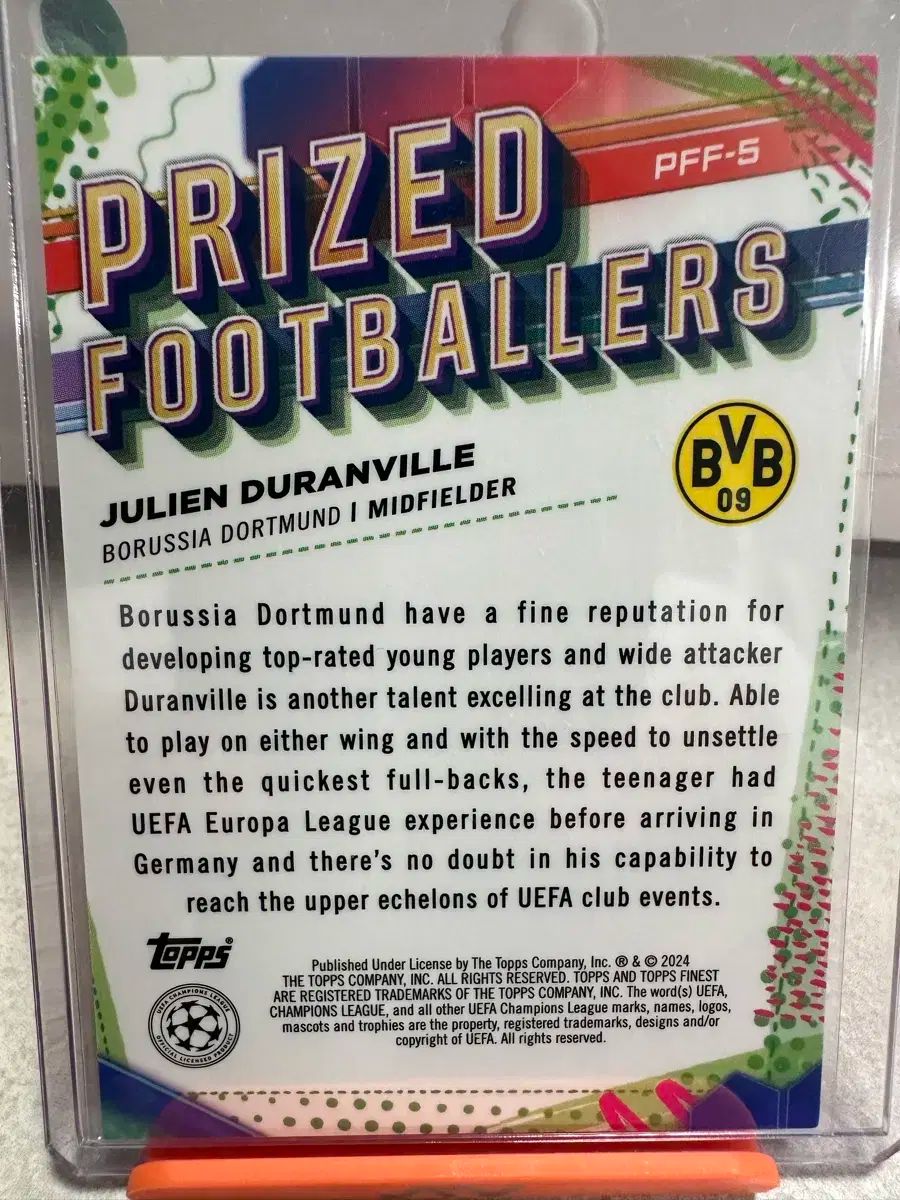 PFF-5
PRIZED
FOOTBALLERS
JULIEN DURANVILLE
BORUSSIA DORTMUND | MIDFIELDER
BVB
09
Borussia Dortmund have a fine reputation for
developing top-rated young players and wide attacker
Duranville is another talent excelling at the club. Able
to play on either wing and with the speed to unsettle
even the quickest full-backs, the teenager had
UEFA Europa League experience before arriving in
Germany and there's no doubt in his capability to
reach the upper echelons of UEFA club events.
Topps®
Published Under License by The Topps Company, Inc. ® & © 2024
THE TOPPS COMPANY, INC. ALL RIGHTS RESERVED. TOPPS AND TOPPS FINEST
ARE REGISTERED TRADEMARKS OF THE TOPPS COMPANY, INC. The word(s) UEFA,
CHAMPIONS LEAGUE, and all other UEFA Champions League marks, names, logos,
mascots and trophies are the property, registered trademarks, designs and/or
copyright of UEFA. All rights reserved.
UEFA CHAMPIONS LEAGUE
OFFICIAL LICENSED PRODUCT